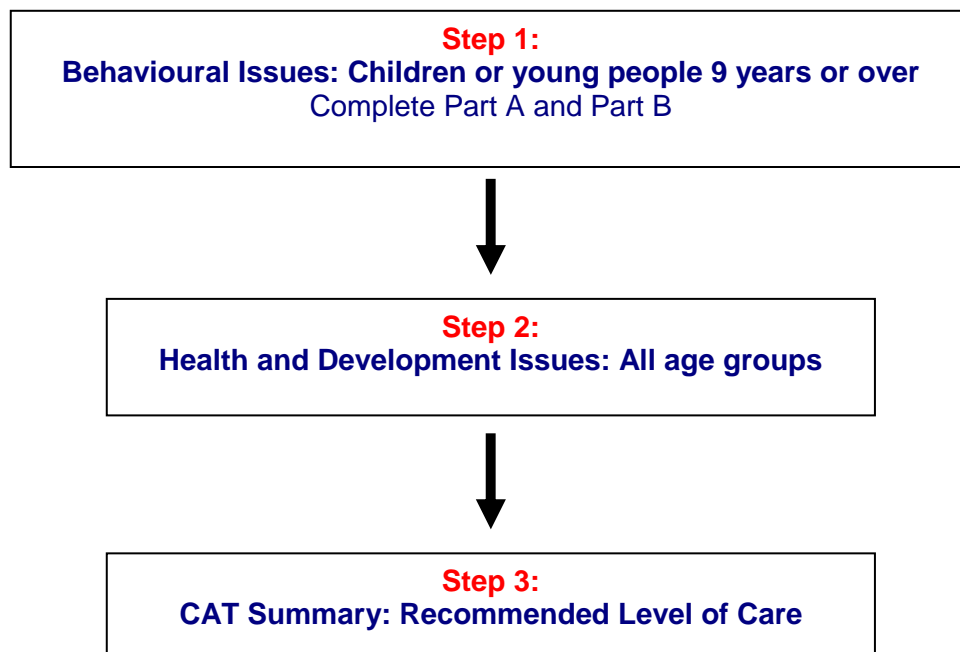 Step 1:
Behavioural Issues: Children or young people 9 years or over
Complete Part A and Part B
Step 2:
Health and Development Issues: All age groups
Step 3:
CAT Summary: Recommended Level of Care